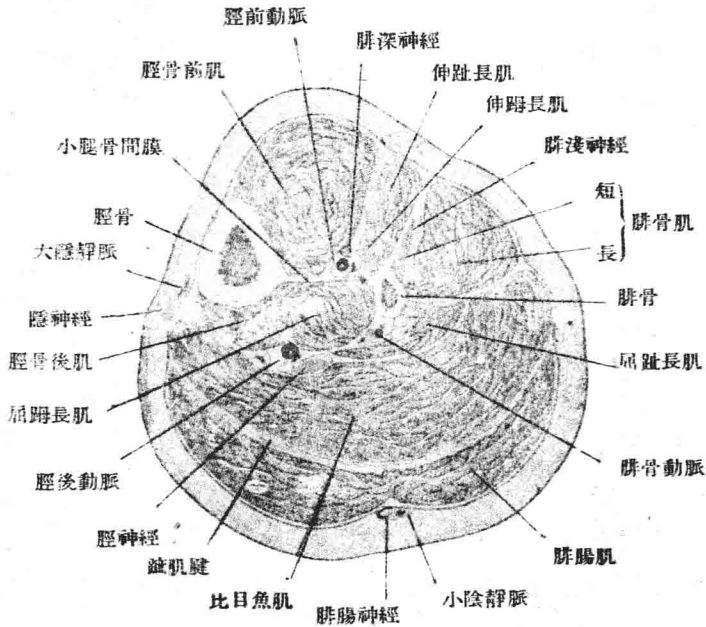 脛前動脈
腓深神經
脛骨前肌
伸趾長肌
伸𧿹長肌
小腿骨間膜
腓淺神經
短
腓骨肌
長
脛骨
大隱靜脈
腓骨
隱神經
脛骨後肌
屈趾長肌
屈𧿹長肌
脛後動脈
腓骨動脈
脛神經
蹠肌腱
腓腸肌
比目魚肌
小陰靜脈
腓腸神經